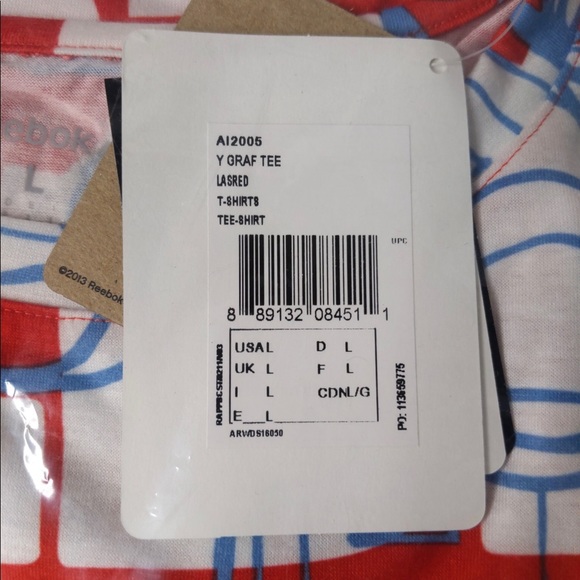 Reebok
L
©2013 Reebok
AI2005
Y GRAF TEE
LASRED
T-SHIRTS
TEE-SHIRT
UPC
8 89132 08451 1
USA L D L
UK L F L
I L CDN L/G
E L
ARWDS16050
PO: 113659775